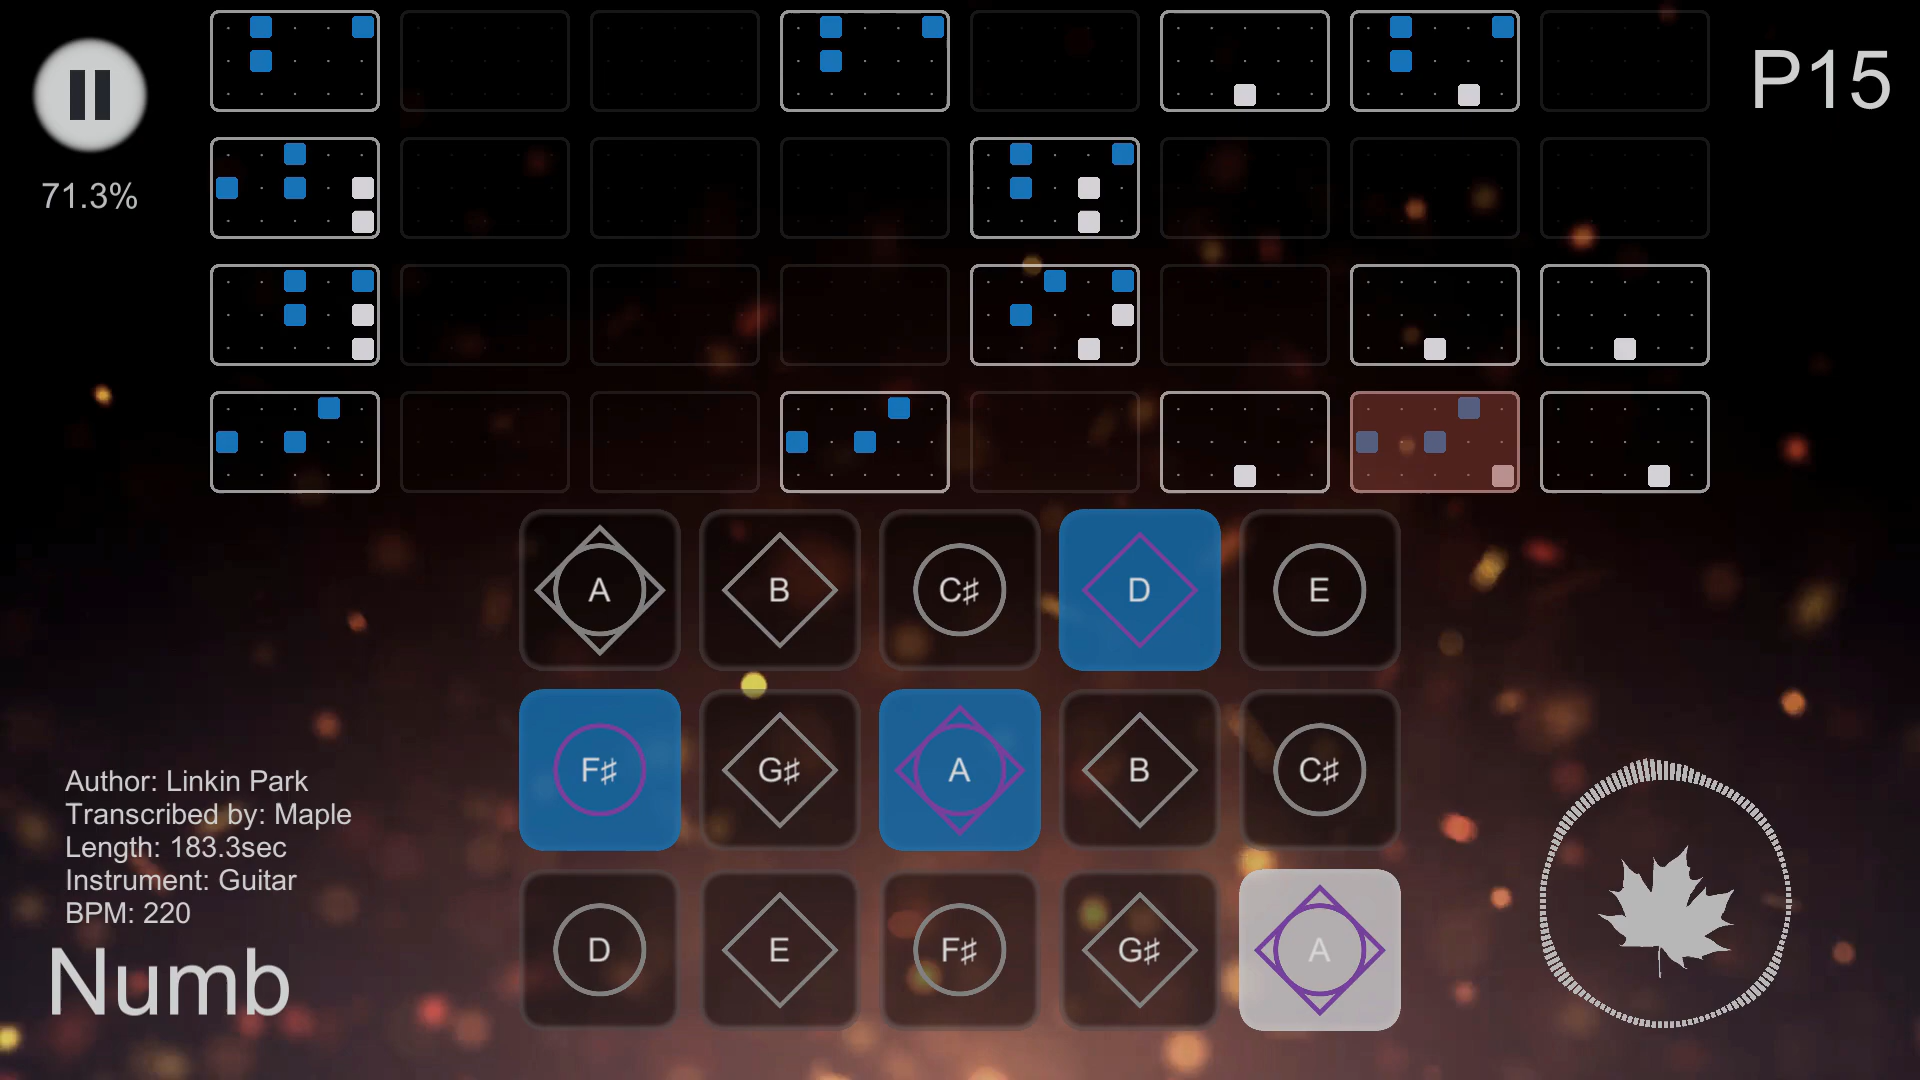 P15
71.3%
A B C♯ D E
F♯ G♯ A B C♯
D E F♯ G♯ A
Author: Linkin Park
Transcribed by: Maple
Length: 183.3sec
Instrument: Guitar
BPM: 220
Numb